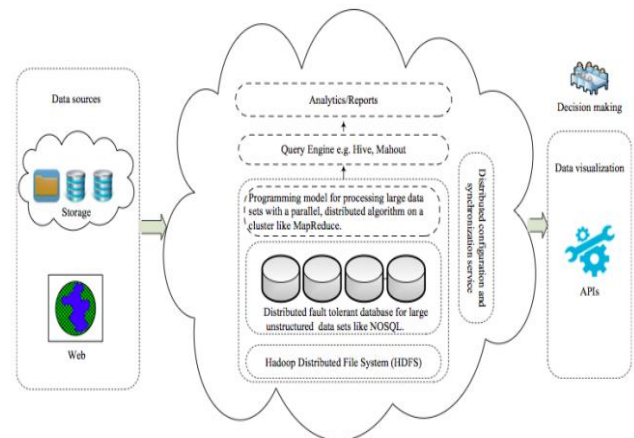 Data sources
Storage
Web
Analytics/Reports
Query Engine e.g. Hive, Mahout
Programming model for processing large data
sets with a parallel, distributed algorithm on a
cluster like MapReduce.
Distributed fault tolerant database for large
unstructured data sets like NOSQL.
Hadoop Distributed File System (HDFS)
Distributed configuration and
synchronization service
Decision making
Data visualization
APIs